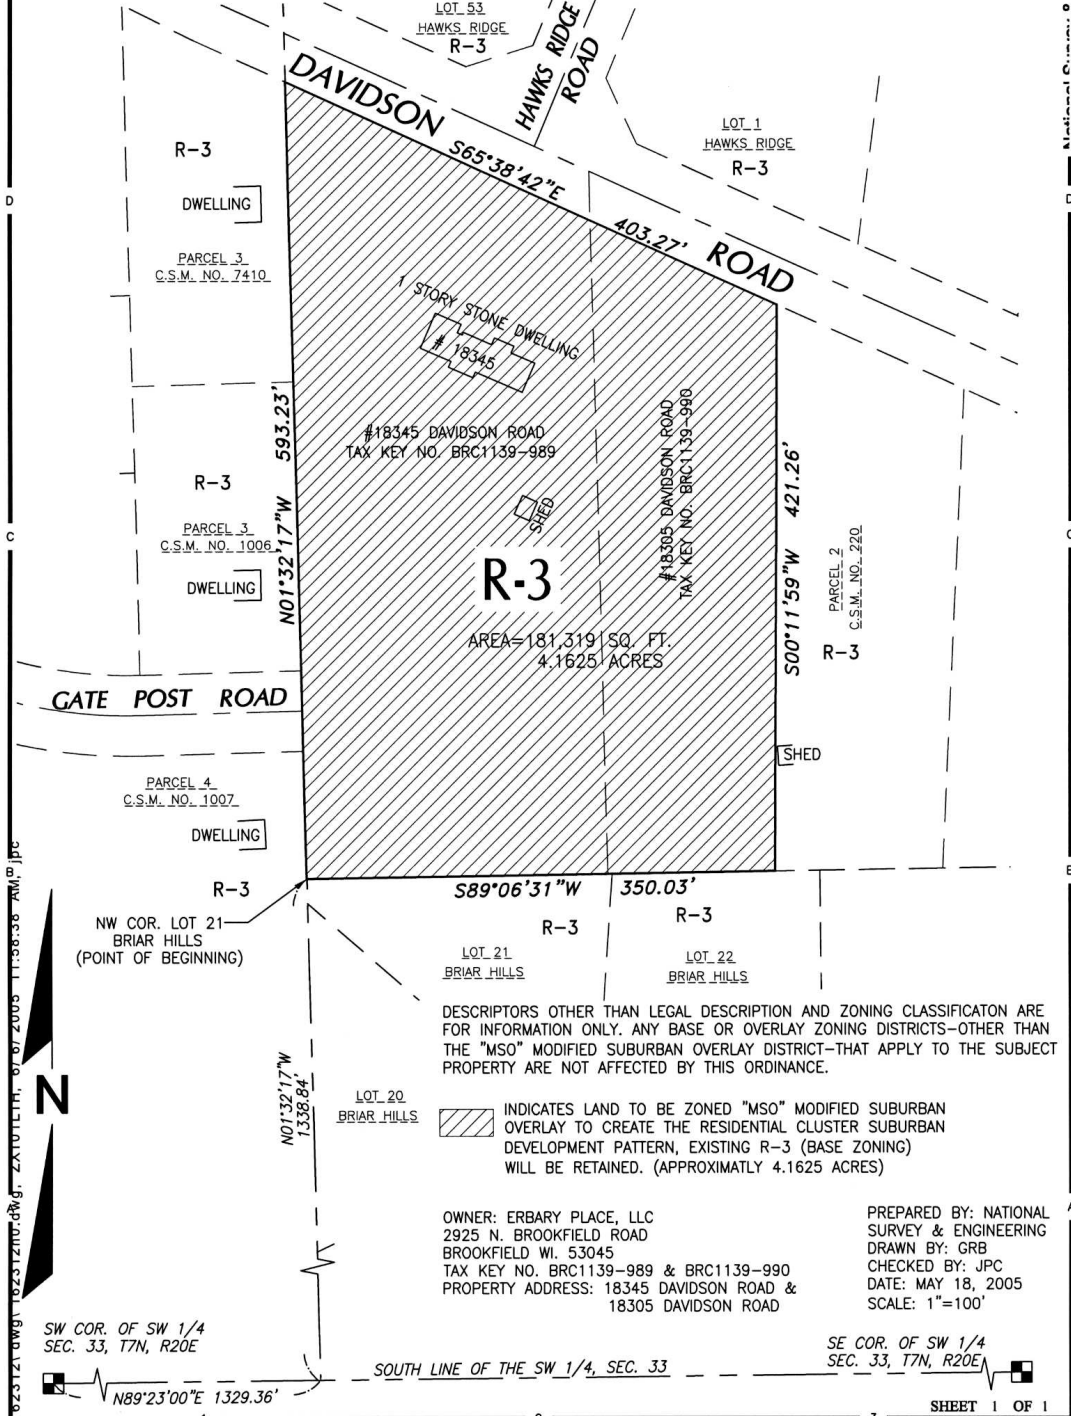 LOT 53
HAWKS RIDGE
R-3
HAWKS RIDGE
ROAD
DAVIDSON ROAD
S65°38'42"E 403.27'
LOT 1
HAWKS RIDGE
R-3
R-3
DWELLING
PARCEL 3
C.S.M. NO. 7410
1 STORY STONE DWELLING
# 18345
#18345 DAVIDSON ROAD
TAX KEY NO. BRC1139-989
SHED
#18305 DAVIDSON ROAD
TAX KEY NO. BRC1139-990
N01°32'17"W 593.23'
R-3
PARCEL 3
C.S.M. NO. 1006
DWELLING
R-3
AREA=181,319 SQ. FT.
4.1625 ACRES
S00°11'59"W 421.26'
PARCEL 2
C.S.M. NO. 220
R-3
GATE POST ROAD
SHED
PARCEL 4
C.S.M. NO. 1007
DWELLING
R-3
S89°06'31"W 350.03'
NW COR. LOT 21
BRIAR HILLS
(POINT OF BEGINNING)
R-3
R-3
LOT 21
BRIAR HILLS
LOT 22
BRIAR HILLS
DESCRIPTORS OTHER THAN LEGAL DESCRIPTION AND ZONING CLASSIFICATON ARE
FOR INFORMATION ONLY. ANY BASE OR OVERLAY ZONING DISTRICTS-OTHER THAN
THE "MSO" MODIFIED SUBURBAN OVERLAY DISTRICT-THAT APPLY TO THE SUBJECT
PROPERTY ARE NOT AFFECTED BY THIS ORDINANCE.
N
N01°32'17"W
1338.84'
LOT 20
BRIAR HILLS
INDICATES LAND TO BE ZONED "MSO" MODIFIED SUBURBAN
OVERLAY TO CREATE THE RESIDENTIAL CLUSTER SUBURBAN
DEVELOPMENT PATTERN, EXISTING R-3 (BASE ZONING)
WILL BE RETAINED. (APPROXIMATLY 4.1625 ACRES)
OWNER: ERBARY PLACE, LLC
2925 N. BROOKFIELD ROAD
BROOKFIELD WI. 53045
TAX KEY NO. BRC1139-989 & BRC1139-990
PROPERTY ADDRESS: 18345 DAVIDSON ROAD &
18305 DAVIDSON ROAD
PREPARED BY: NATIONAL
SURVEY & ENGINEERING
DRAWN BY: GRB
CHECKED BY: JPC
DATE: MAY 18, 2005
SCALE: 1"=100'
SW COR. OF SW 1/4
SEC. 33, T7N, R20E
N89°23'00"E 1329.36'
SOUTH LINE OF THE SW 1/4, SEC. 33
SE COR. OF SW 1/4
SEC. 33, T7N, R20E
SHEET 1 OF 1
D
C
B
11:58:38 AM, jpc
National Survey &